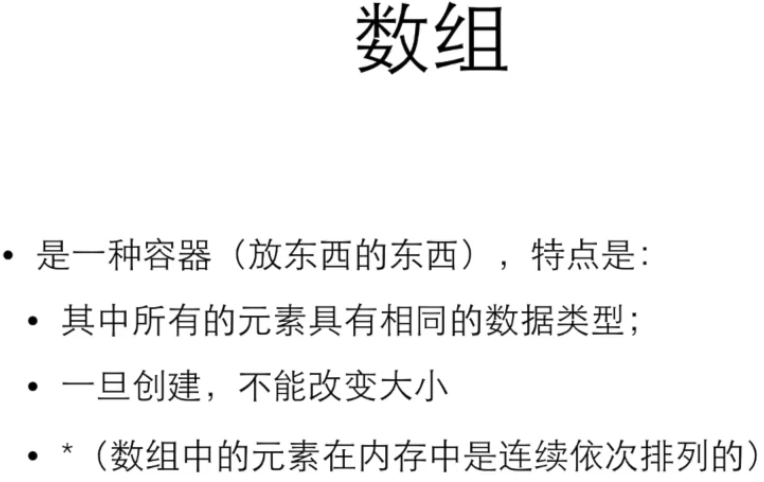 数组
• 是一种容器（放东西的东西），特点是：
• 其中所有的元素具有相同的数据类型；
• 一旦创建，不能改变大小
• *（数组中的元素在内存中是连续依次排列的）